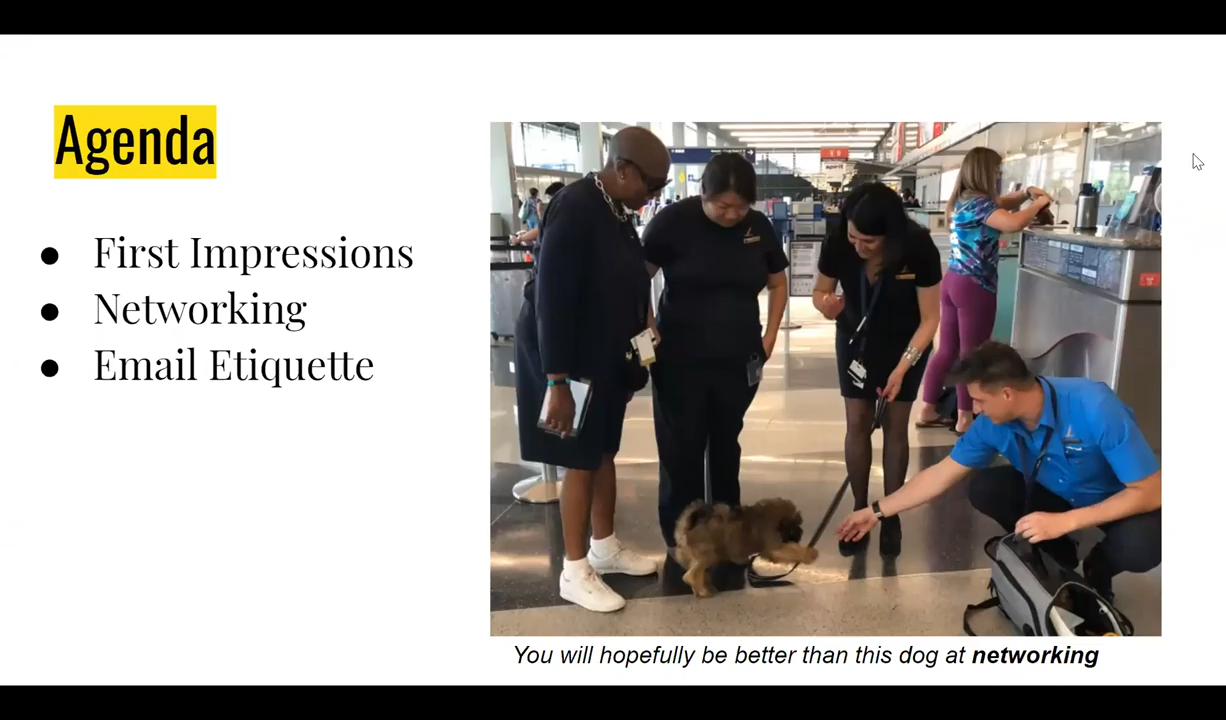 Agenda
● First Impressions
● Networking
● Email Etiquette
You will hopefully be better than this dog at networking